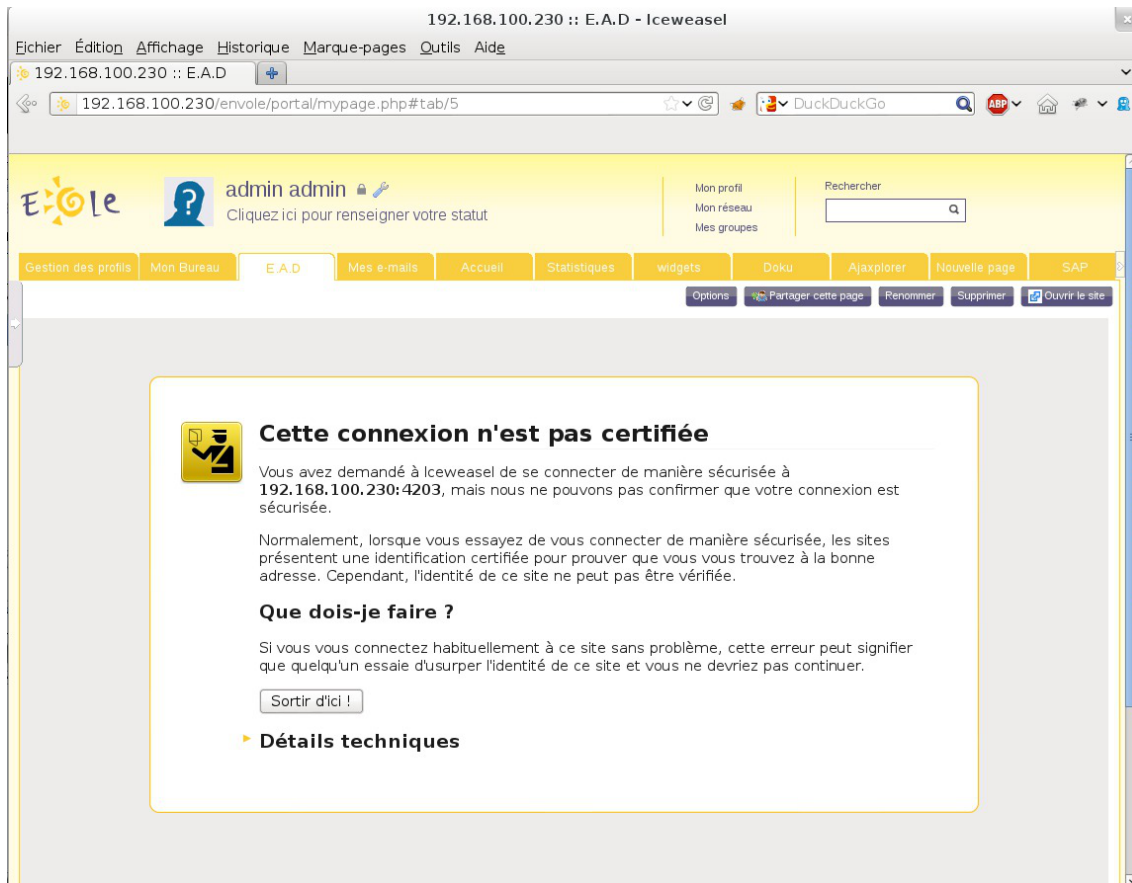 192.168.100.230 :: E.A.D - Iceweasel
Fichier Édition Affichage Historique Marque-pages Outils Aide
192.168.100.230 :: E.A.D
192.168.100.230/envole/portal/mypage.php#tab/5
DuckDuckGo
ABP
EOle
admin admin
Cliquez ici pour renseigner votre statut
Mon profil
Mon réseau
Mes groupes
Rechercher
Gestion des profils Mon Bureau E.A.D Mes e-mails Accueil Statistiques widgets Doku Ajaxplorer Nouvelle page SAP
Options Partager cette page Renommer Supprimer Ouvrir le site
Cette connexion n'est pas certifiée
Vous avez demandé à Iceweasel de se connecter de manière sécurisée à
192.168.100.230:4203, mais nous ne pouvons pas confirmer que votre connexion est
sécurisée.
Normalement, lorsque vous essayez de vous connecter de manière sécurisée, les sites
présentent une identification certifiée pour prouver que vous vous trouvez à la bonne
adresse. Cependant, l'identité de ce site ne peut pas être vérifiée.
Que dois-je faire ?
Si vous vous connectez habituellement à ce site sans problème, cette erreur peut signifier
que quelqu'un essaie d'usurper l'identité de ce site et vous ne devriez pas continuer.
Sortir d'ici !
Détails techniques